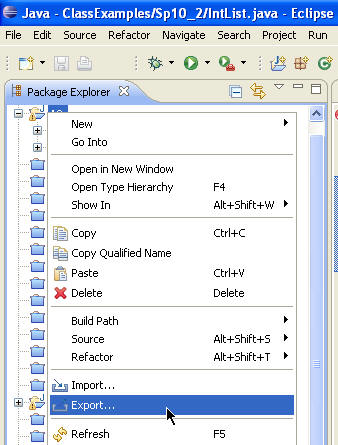 Java - ClassExamples/Sp10_2/IntList.java - Eclipse
File Edit Source Refactor Navigate Search Project Run
Package Explorer
New
Go Into
Open in New Window
Open Type Hierarchy F4
Show In Alt+Shift+W
Copy Ctrl+C
Copy Qualified Name
Paste Ctrl+V
Delete Delete
Build Path
Source Alt+Shift+S
Refactor Alt+Shift+T
Import...
Export...
Refresh F5